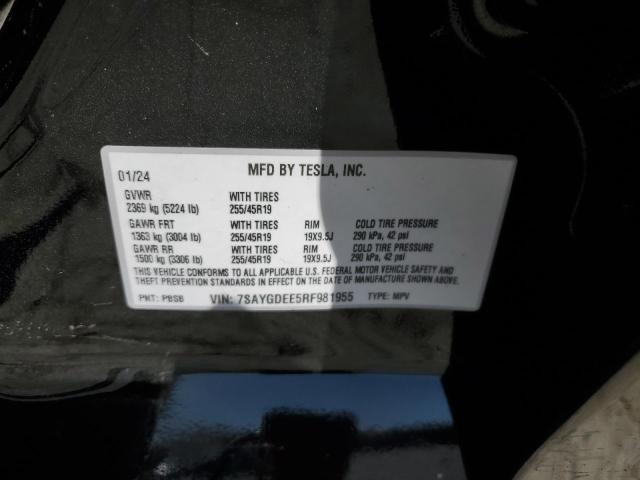 01/24 MFD BY TESLA, INC.
GVWR WITH TIRES
2369 kg (5224 lb) 255/45R19
GAWR FRT WITH TIRES RIM COLD TIRE PRESSURE
1363 kg (3004 lb) 255/45R19 19X9.5J 290 kPa, 42 psi
GAWR RR WITH TIRES RIM COLD TIRE PRESSURE
1500 kg (3306 lb) 255/45R19 19X9.5J 290 kPa, 42 psi
THIS VEHICLE CONFORMS TO ALL APPLICABLE U.S. FEDERAL MOTOR VEHICLE SAFETY AND
THEFT PREVENTION STANDARDS IN EFFECT ON THE DATE OF MANUFACTURE SHOWN ABOVE.
PNT: PBSB VIN: 7SAYGDEE5RF981955 TYPE: MPV